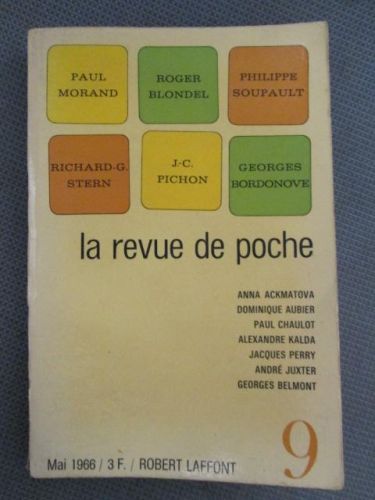 PAUL
MORAND
ROGER
BLONDEL
PHILIPPE
SOUPAULT
RICHARD-G.
STERN
J.-C.
PICHON
GEORGES
BORDONOVE
la revue de poche
ANNA ACKMATOVA
DOMINIQUE AUBIER
PAUL CHAULOT
ALEXANDRE KALDA
JACQUES PERRY
ANDRÉ JUXTER
GEORGES BELMONT
9
Mai 1966 / 3 F. / ROBERT LAFFONT